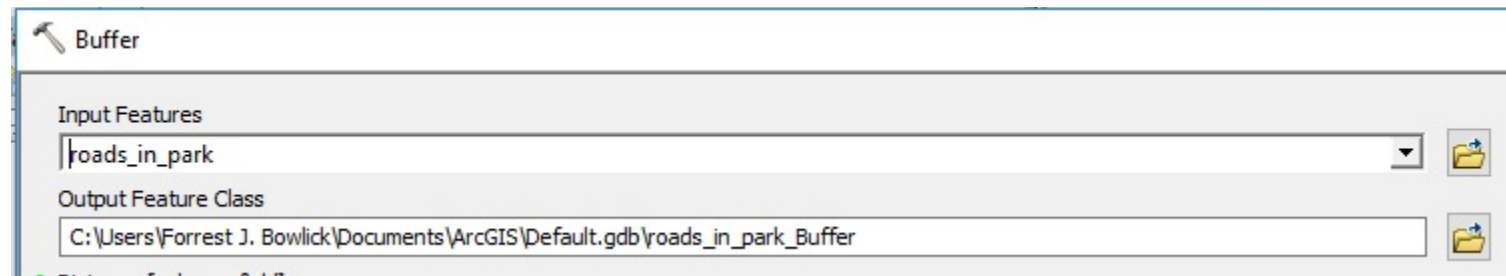 Buffer
Input Features
roads_in_park
Output Feature Class
C:\Users\Forrest J. Bowlick\Documents\ArcGIS\Default.gdb\roads_in_park_Buffer